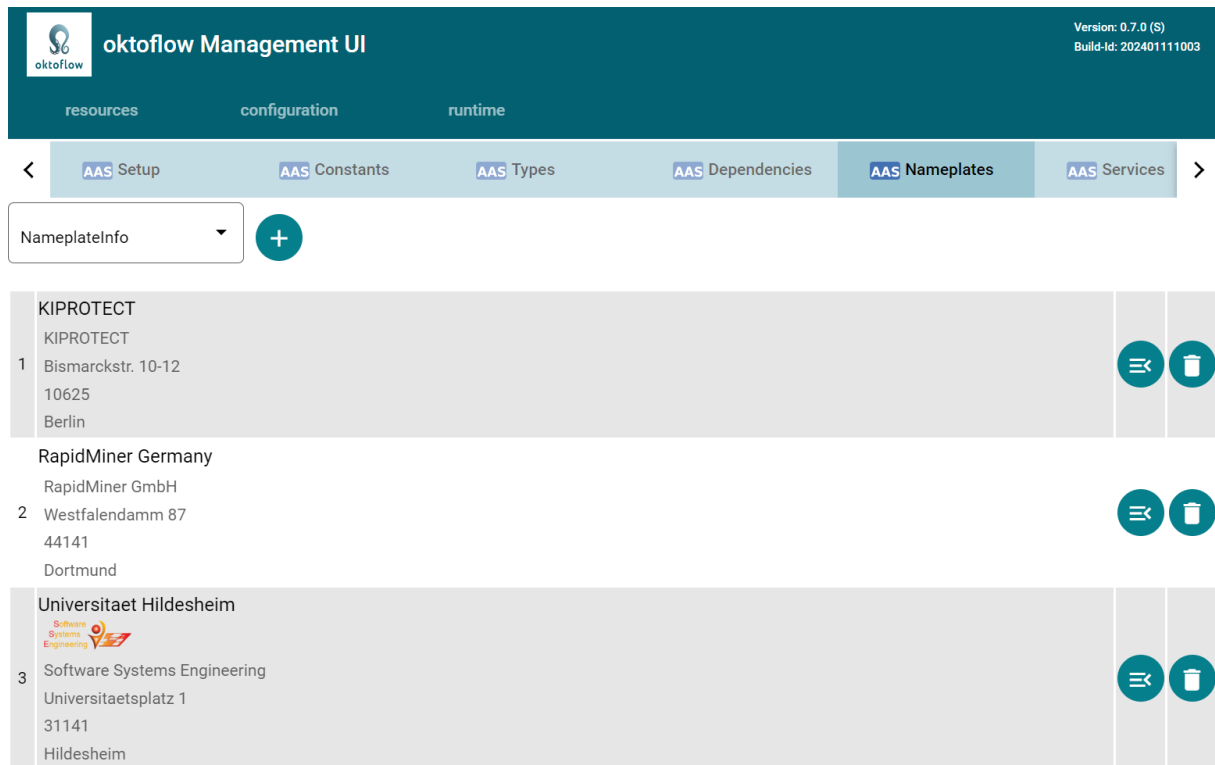 oktoflow
oktoflow Management UI
Version: 0.7.0 (S)
Build-Id: 202401111003
resources configuration runtime
AAS Setup AAS Constants AAS Types AAS Dependencies AAS Nameplates AAS Services
NameplateInfo
KIPROTECT
KIPROTECT
1 Bismarckstr. 10-12
10625
Berlin
RapidMiner Germany
RapidMiner GmbH
2 Westfalendamm 87
44141
Dortmund
Universitaet Hildesheim
Software
Systems
Engineering
3 Software Systems Engineering
Universitaetsplatz 1
31141
Hildesheim